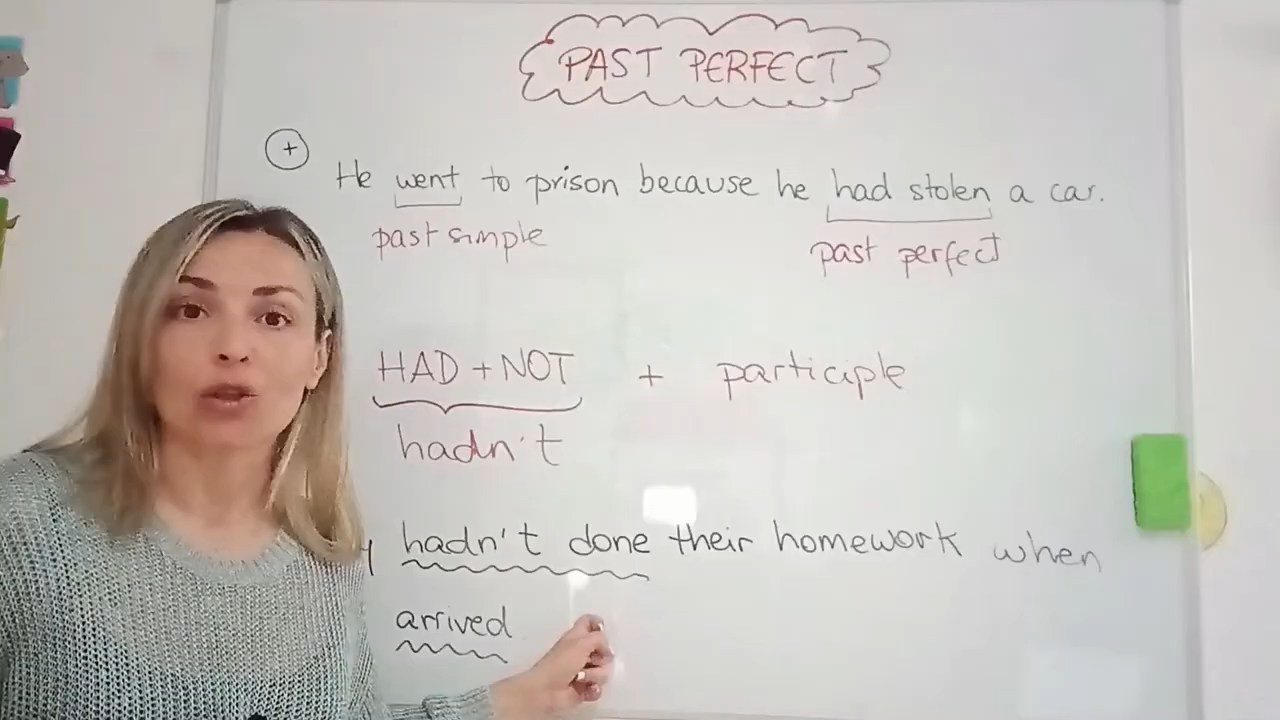 PAST PERFECT
+
He went to prison because he had stolen a car.
past simple
past perfect
HAD + NOT + participle
hadn't
hadn't done their homework when
arrived